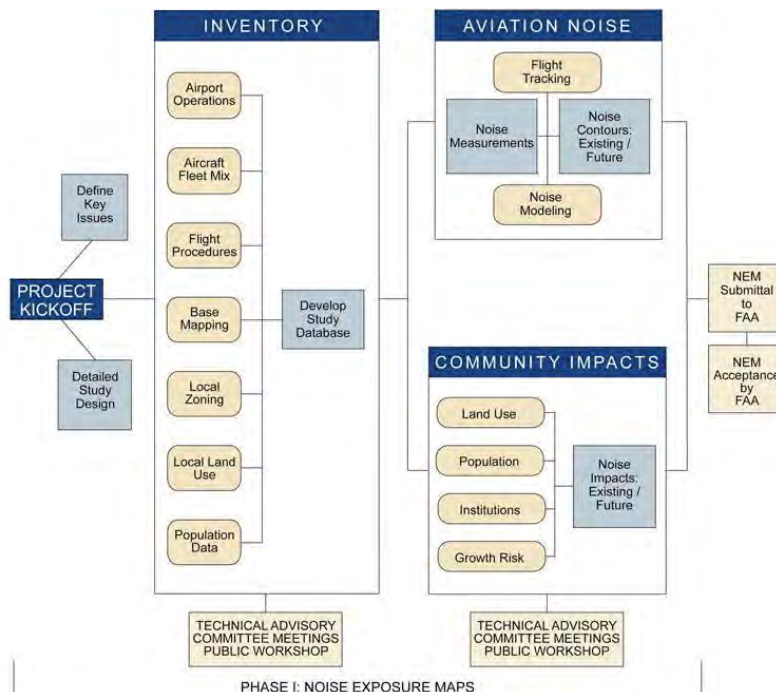 INVENTORY
Airport
Operations
Aircraft
Fleet Mix
Flight
Procedures
Base
Mapping
Local
Zoning
Local Land
Use
Population
Data
Develop
Study
Database
Define
Key
Issues
PROJECT
KICKOFF
Detailed
Study
Design
AVIATION NOISE
Flight
Tracking
Noise
Measurements
Noise
Contours:
Existing /
Future
Noise
Modeling
COMMUNITY IMPACTS
Land Use
Population
Institutions
Growth Risk
Noise
Impacts:
Existing /
Future
NEM
Submittal
to
FAA
NEM
Acceptance
by
FAA
TECHNICAL ADVISORY
COMMITTEE MEETINGS
PUBLIC WORKSHOP
TECHNICAL ADVISORY
COMMITTEE MEETINGS
PUBLIC WORKSHOP
PHASE I: NOISE EXPOSURE MAPS